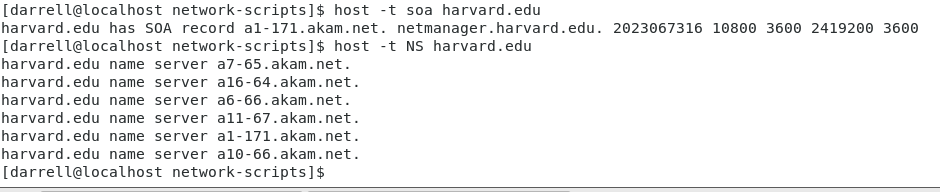 [darrell@localhost network-scripts]$ host -t soa harvard.edu
harvard.edu has SOA record a1-171.akam.net. netmanager.harvard.edu. 2023067316 10800 3600 2419200 3600
[darrell@localhost network-scripts]$ host -t NS harvard.edu
harvard.edu name server a7-65.akam.net.
harvard.edu name server a16-64.akam.net.
harvard.edu name server a6-66.akam.net.
harvard.edu name server a11-67.akam.net.
harvard.edu name server a1-171.akam.net.
harvard.edu name server a10-66.akam.net.
[darrell@localhost network-scripts]$